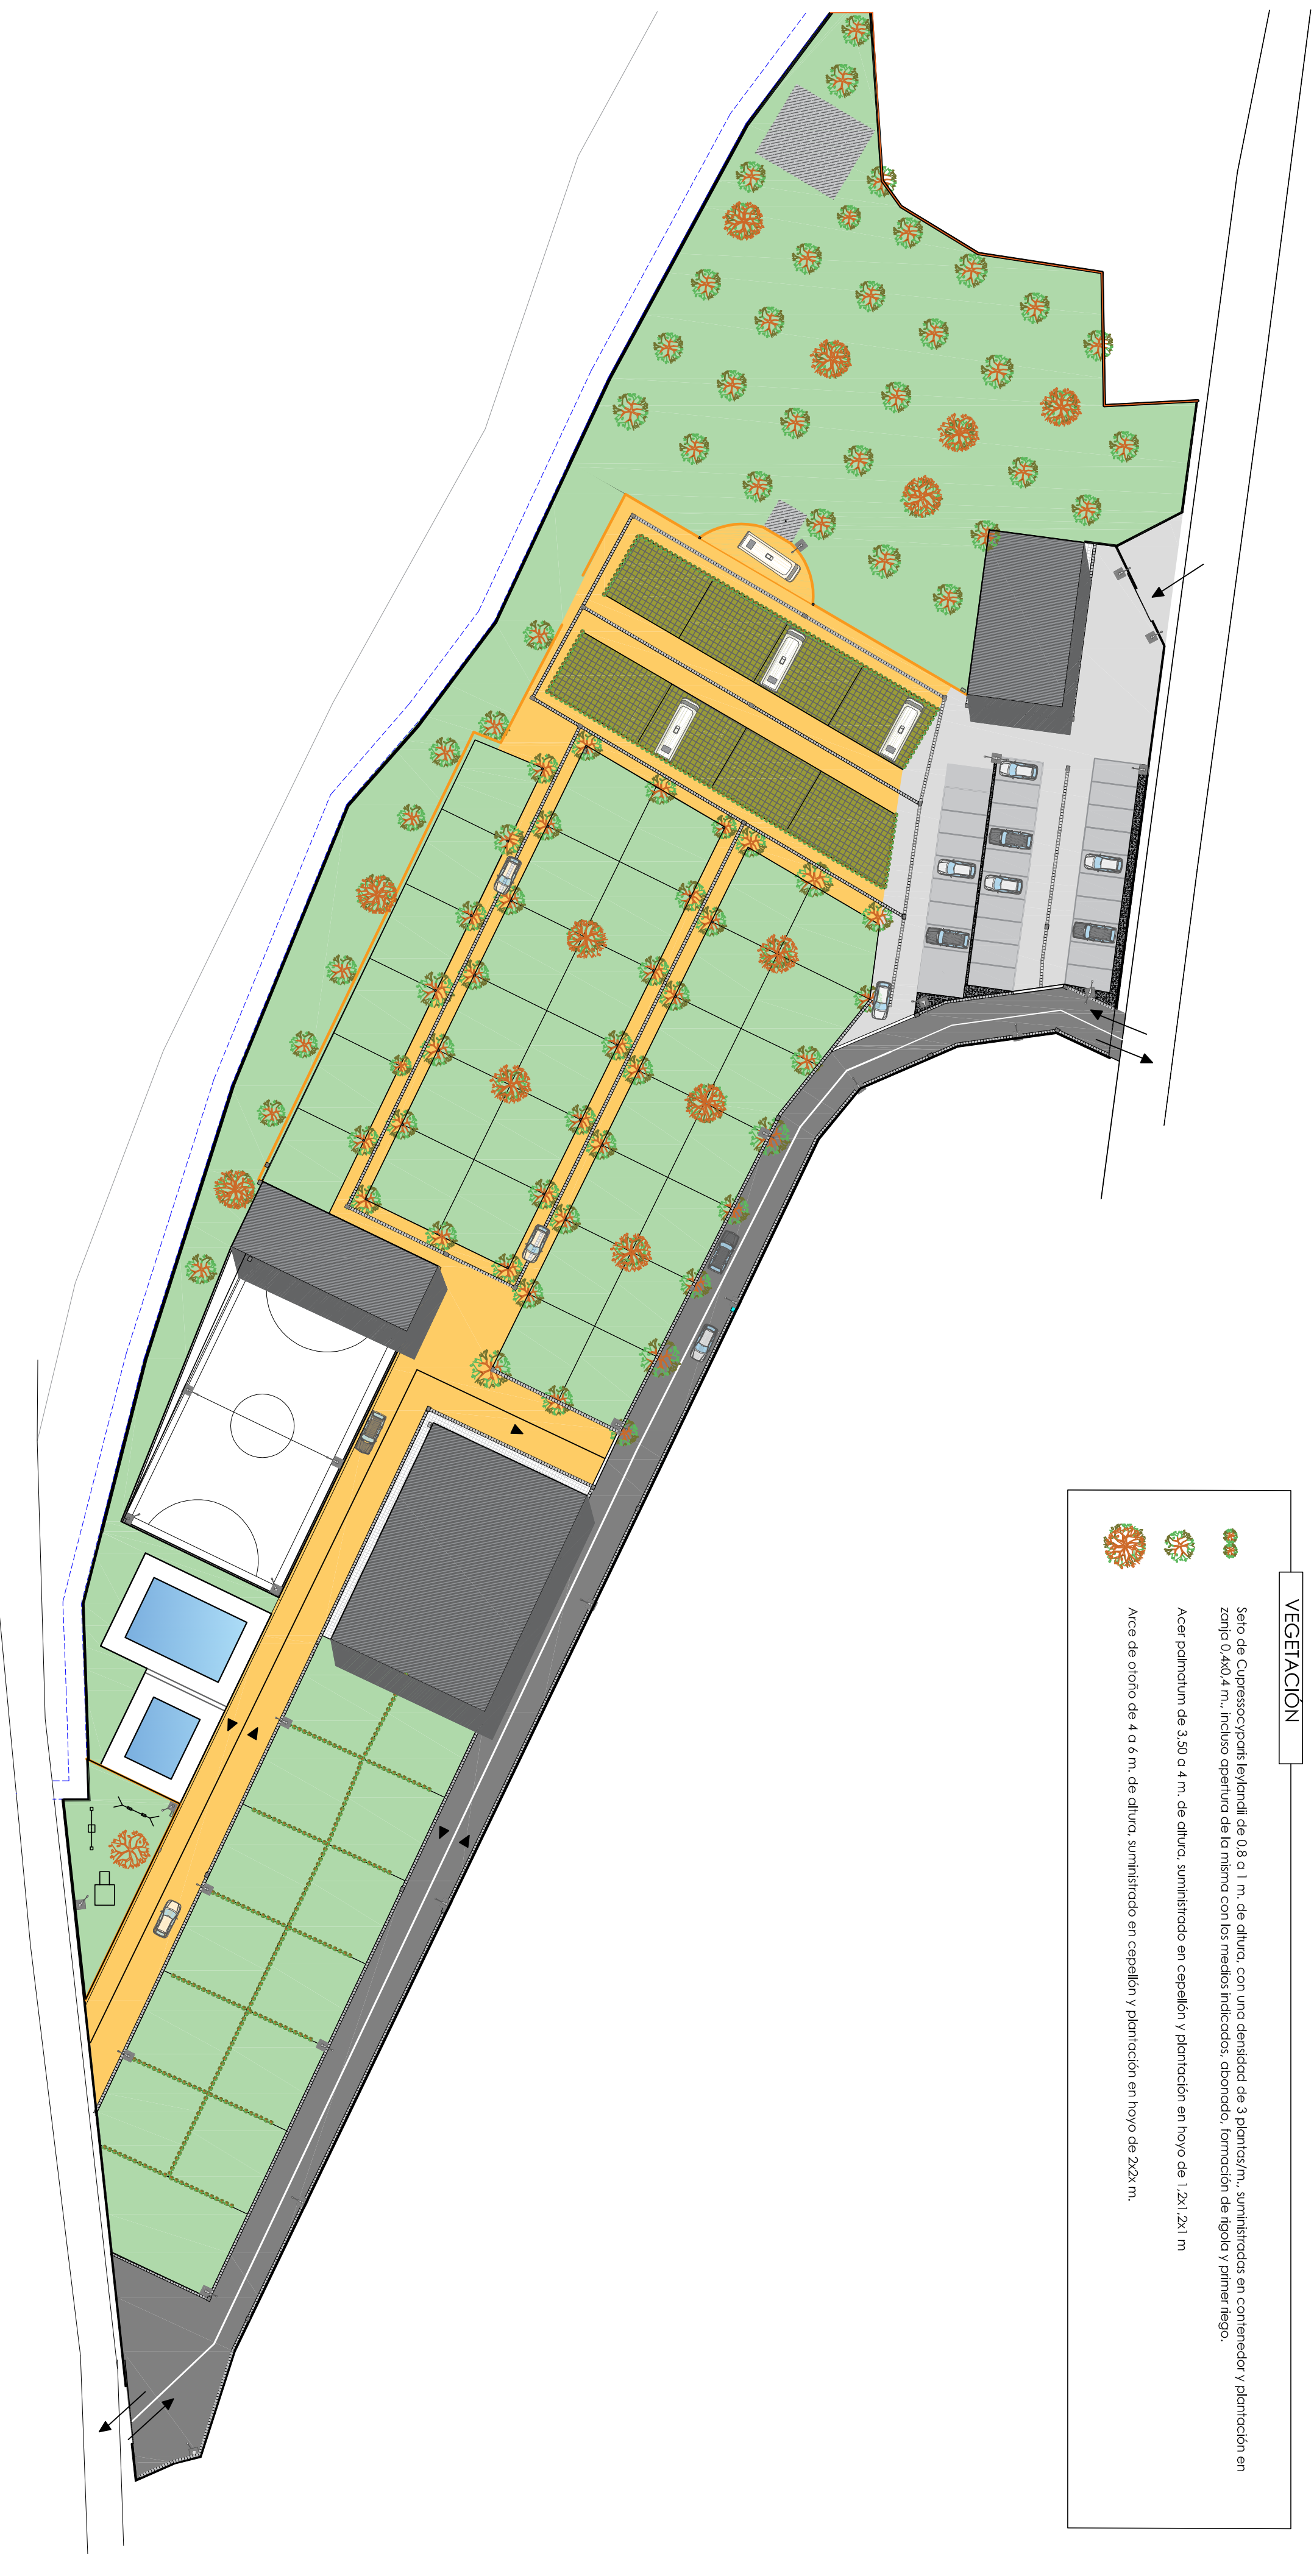 VEGETACIÓN
Seto de Cupressocyparis leylandii de 0,8 a 1 m. de altura, con una densidad de 3 plantas/m., suministradas en contenedor y plantación en
zanja 0,4x0,4 m., incluso apertura de la misma con los medios indicados, abonado, formación de rigola y primer riego.
Acer palmatum de 3,50 a 4 m. de altura, suministrado en cepellón y plantación en hoyo de 1,2x1,2x1 m
Arce de otoño de 4 a 6 m. de altura, suministrado en cepellón y plantación en hoyo de 2x2x m.